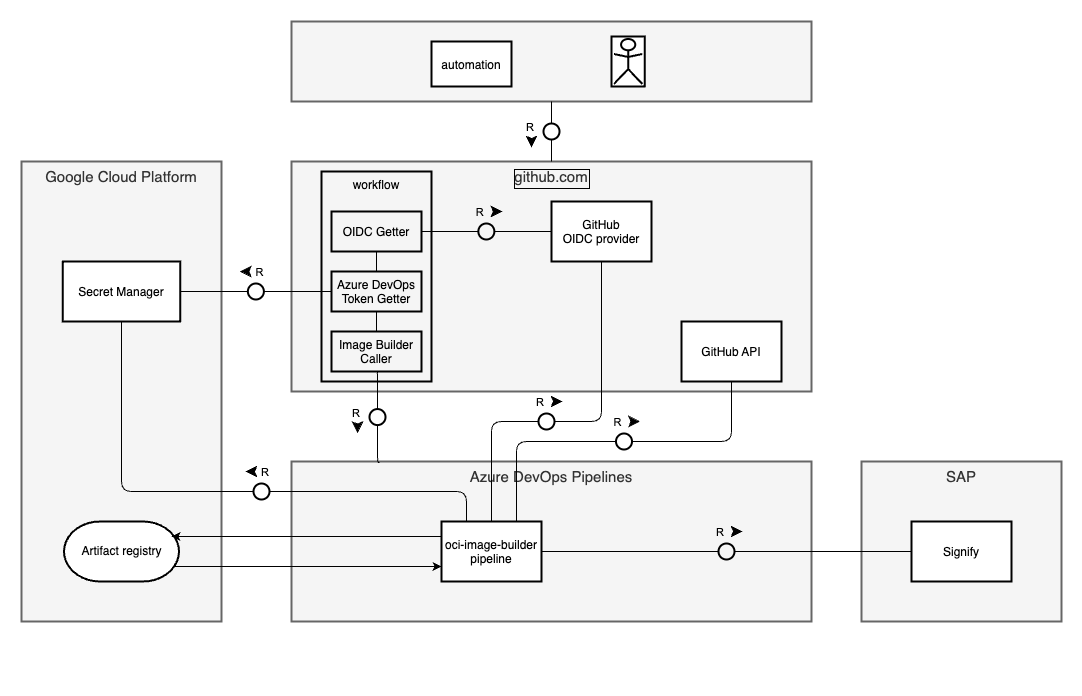 automation
R
Google Cloud Platform
github.com
workflow
OIDC Getter
R
GitHub
OIDC provider
R
Secret Manager
Azure DevOps
Token Getter
Image Builder
Caller
GitHub API
R
R
R
R
Azure DevOps Pipelines
SAP
Artifact registry
oci-image-builder
pipeline
R
Signify